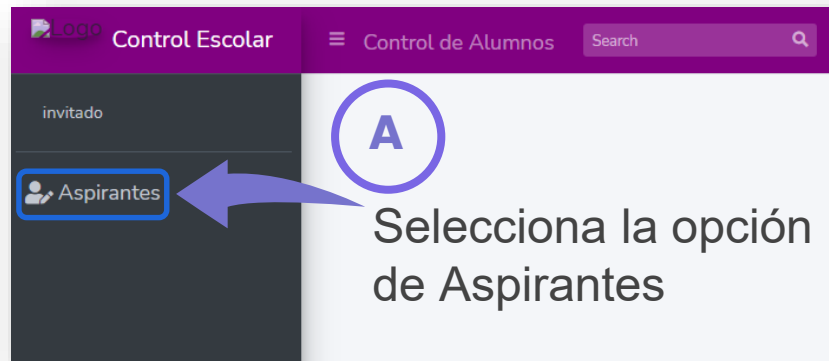 Logo
Control Escolar
Control de Alumnos
Search
invitado
Aspirantes
A
Selecciona la opción
de Aspirantes